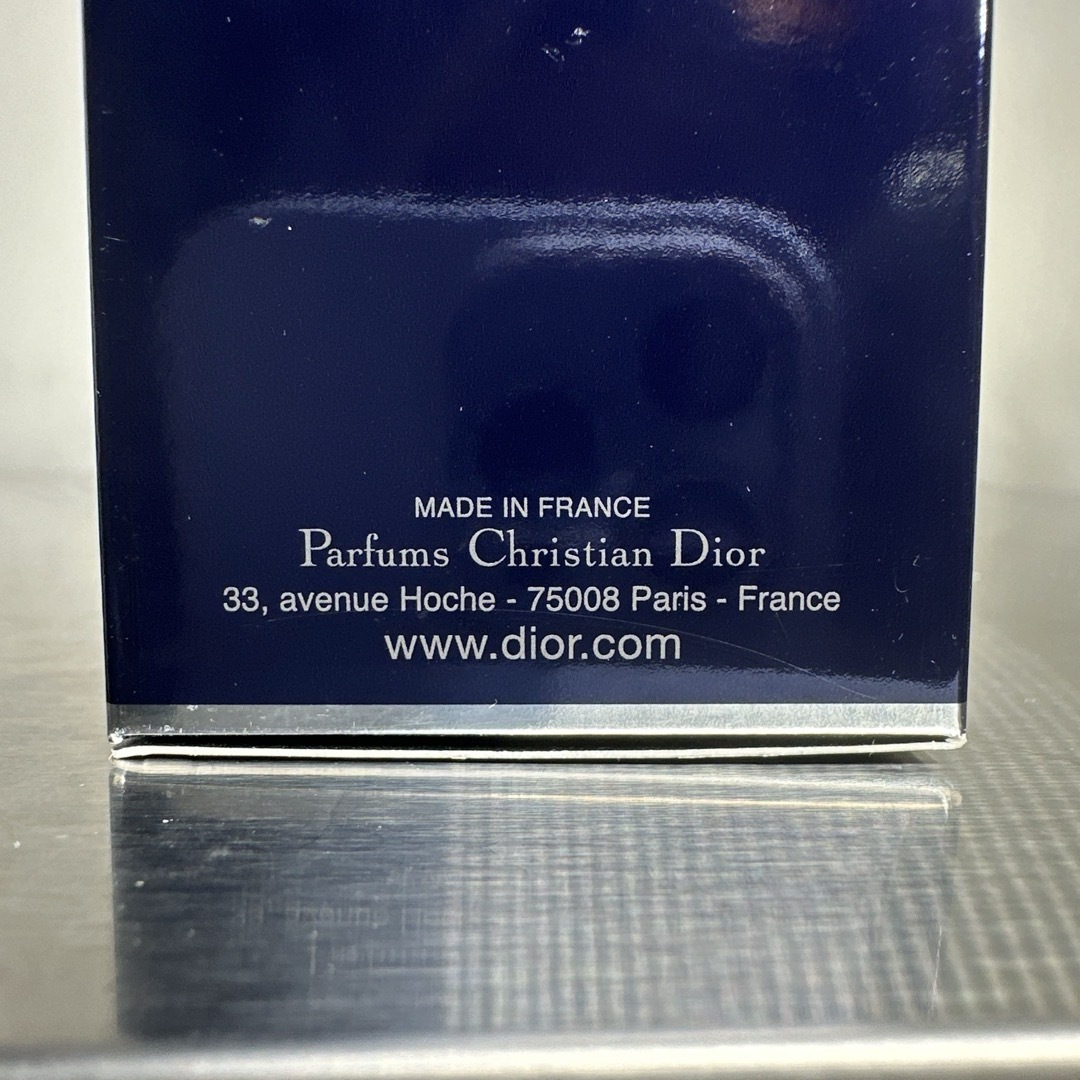 MADE IN FRANCE
Parfums Christian Dior
33, avenue Hoche - 75008 Paris - France
www.dior.com